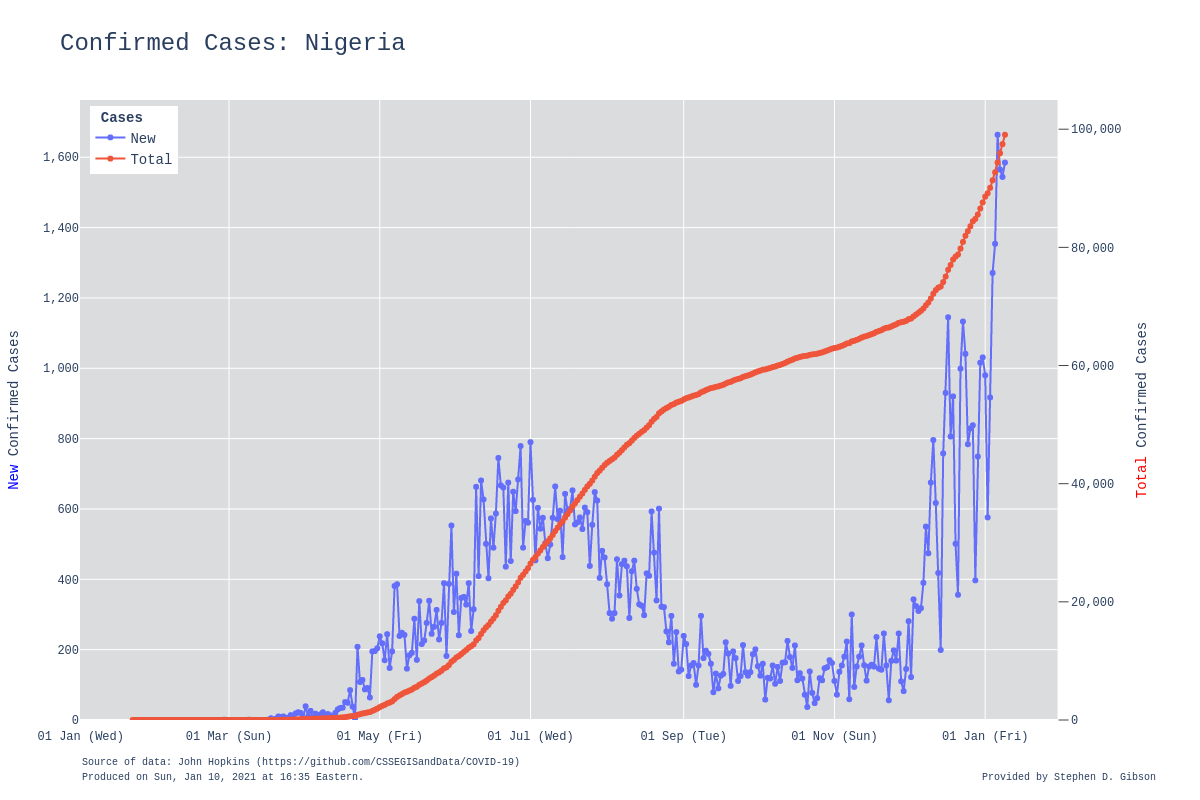 Confirmed Cases: Nigeria
Cases
New
Total
1,600
1,400
1,200
1,000
800
600
400
200
0
100,000
80,000
60,000
40,000
20,000
0
New Confirmed Cases
Total Confirmed Cases
01 Jan (Wed) 01 Mar (Sun) 01 May (Fri) 01 Jul (Wed) 01 Sep (Tue) 01 Nov (Sun) 01 Jan (Fri)
Source of data: John Hopkins (https://github.com/CSSEGISandData/COVID-19)
Produced on Sun, Jan 10, 2021 at 16:35 Eastern.
Provided by Stephen D. Gibson